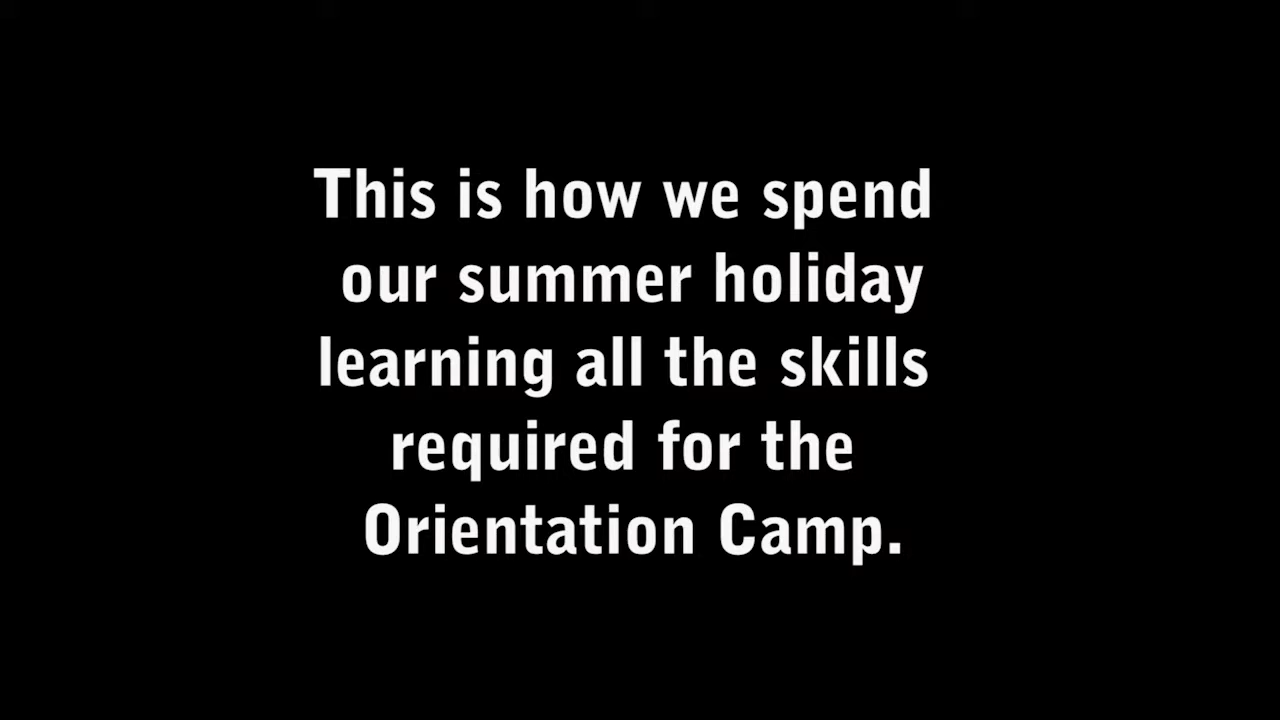 This is how we spend
our summer holiday
learning all the skills
required for the
Orientation Camp.